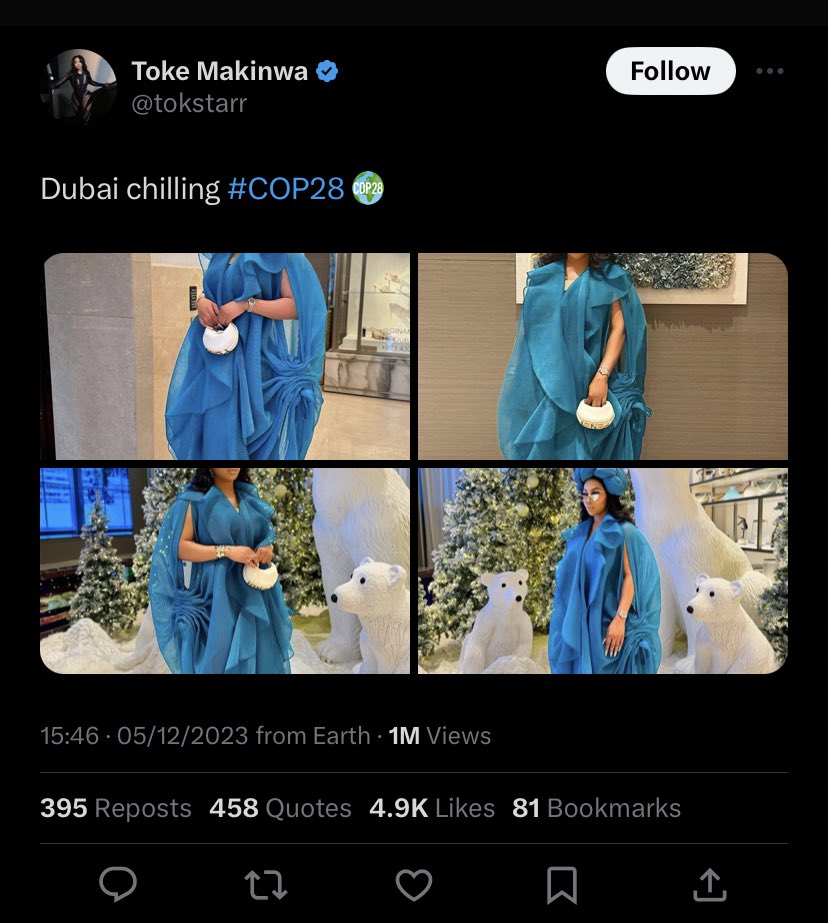 Toke Makinwa
Follow
@tokstarr
Dubai chilling #COP28 COP28
15:46 · 05/12/2023 from Earth · 1M Views
395 Reposts 458 Quotes 4.9K Likes 81 Bookmarks